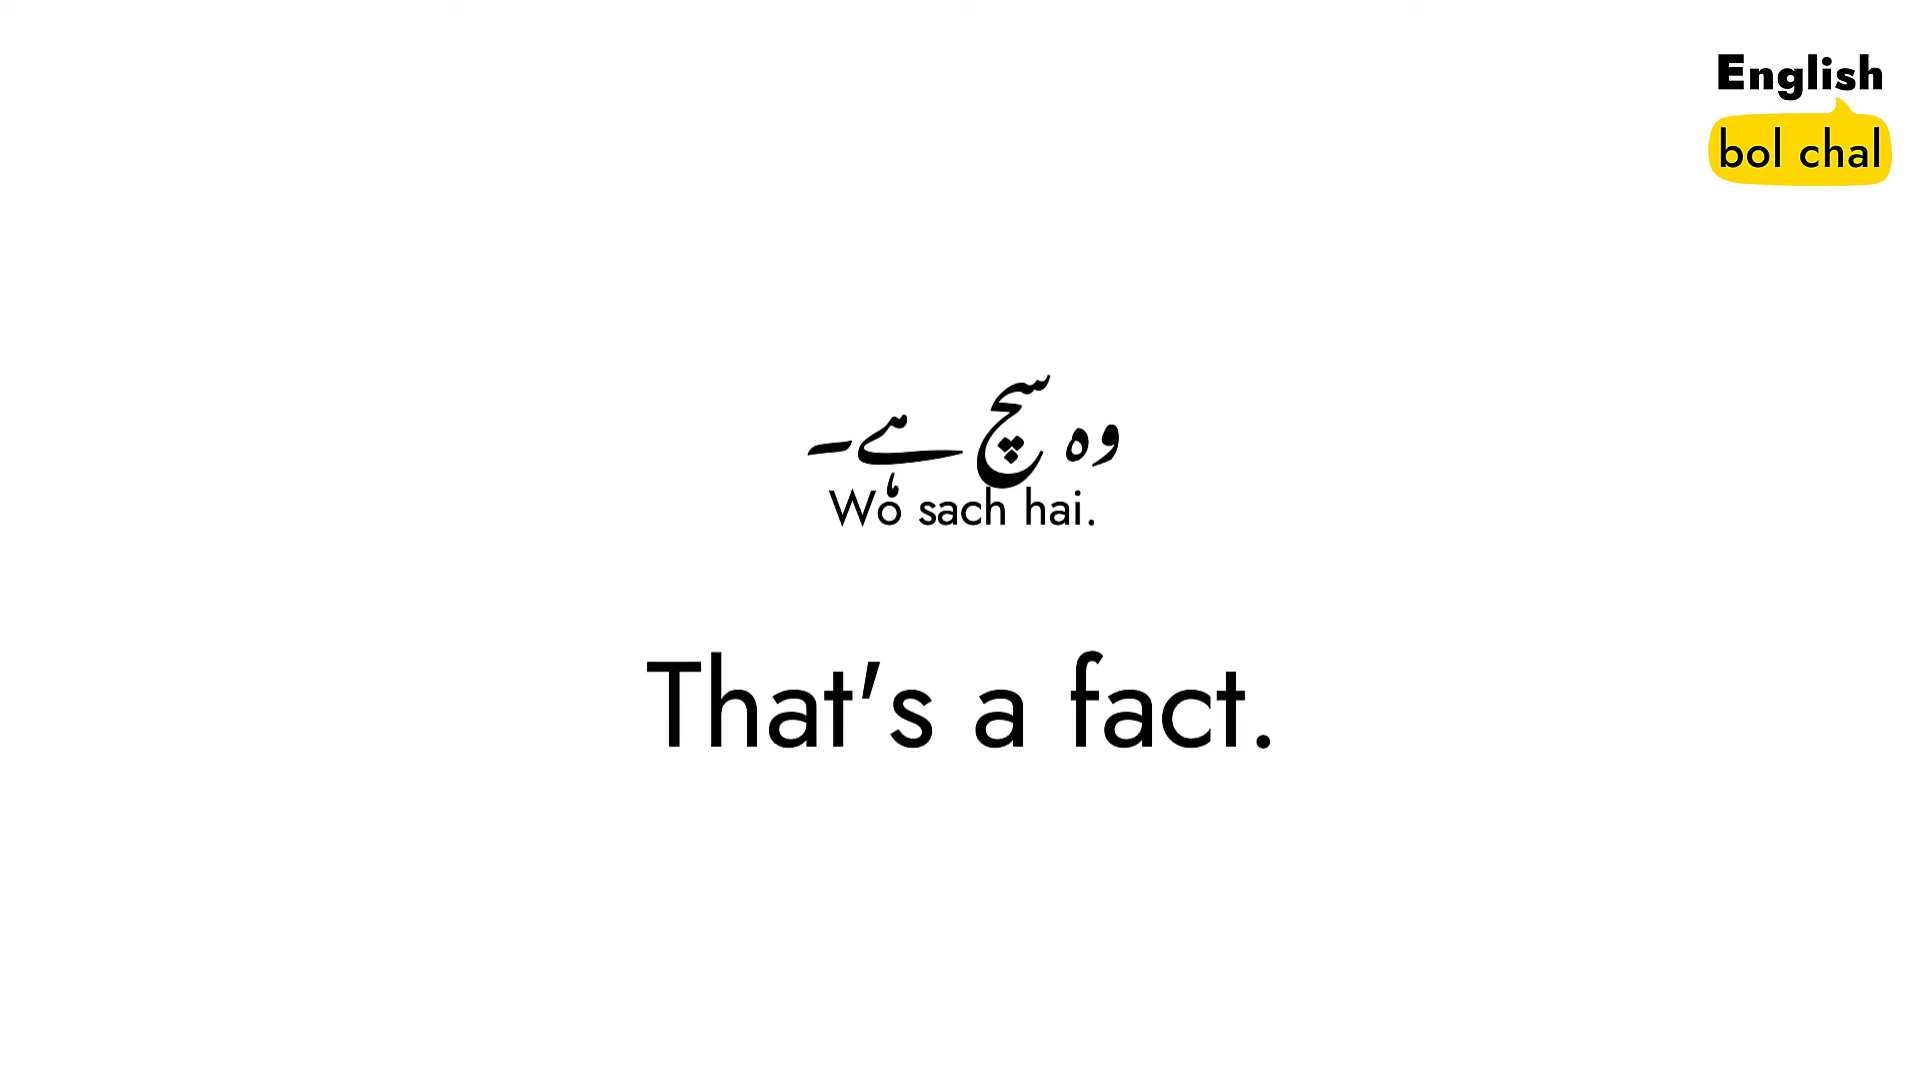 English
bol chal
وہ سچ ہے۔
Wo sach hai.
That's a fact.